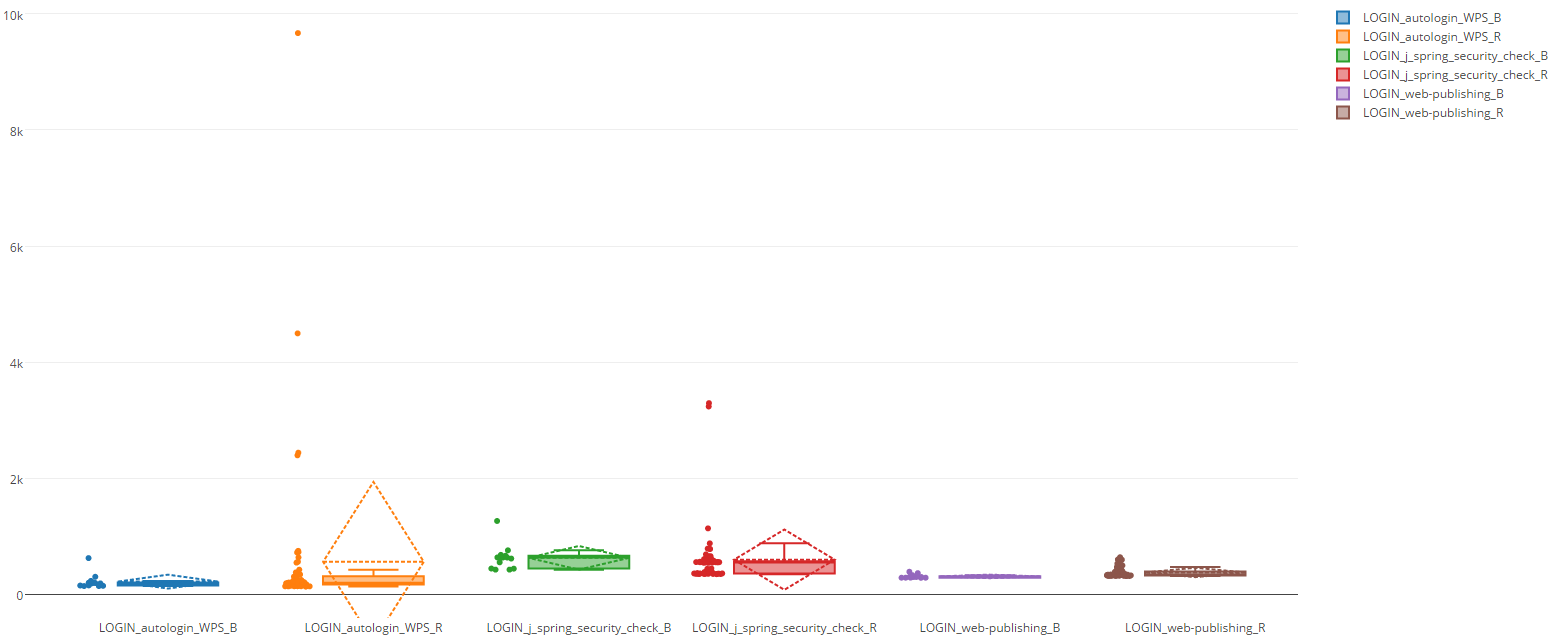 10k
8k
6k
4k
2k
0
LOGIN_autologin_WPS_B
LOGIN_autologin_WPS_R
LOGIN_j_spring_security_check_B
LOGIN_j_spring_security_check_R
LOGIN_web-publishing_B
LOGIN_web-publishing_R
LOGIN_autologin_WPS_B
LOGIN_autologin_WPS_R
LOGIN_j_spring_security_check_B
LOGIN_j_spring_security_check_R
LOGIN_web-publishing_B
LOGIN_web-publishing_R